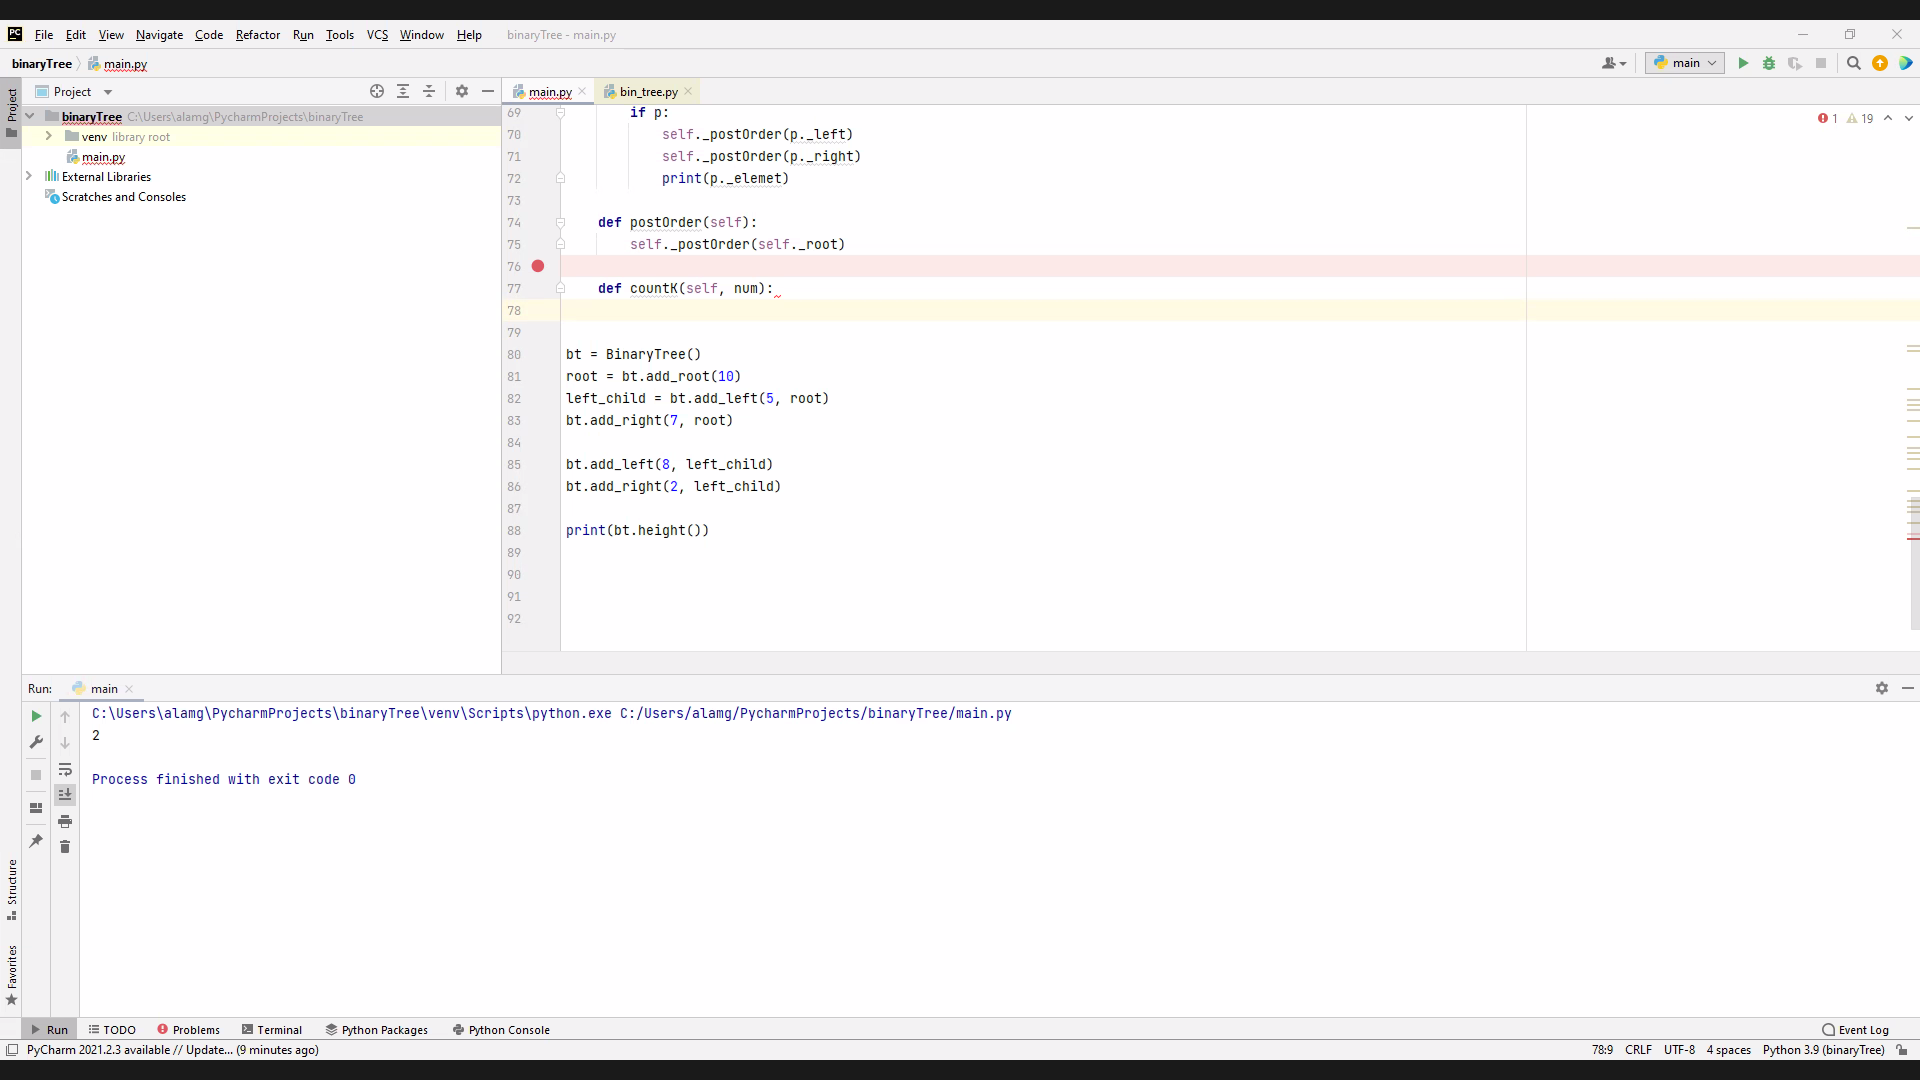 PC File Edit View Navigate Code Refactor Run Tools VCS Window Help binaryTree - main.py
binaryTree main.py main
Project main.py bin_tree.py
Project
binaryTree C:\Users\alamg\PycharmProjects\binaryTree
venv library root
main.py
External Libraries
Scratches and Consoles
1 19
69 if p:
70 self._postOrder(p._left)
71 self._postOrder(p._right)
72 print(p._elemet)
73
74 def postOrder(self):
75 self._postOrder(self._root)
76
77 def countK(self, num):
78
79
80 bt = BinaryTree()
81 root = bt.add_root(10)
82 left_child = bt.add_left(5, root)
83 bt.add_right(7, root)
84
85 bt.add_left(8, left_child)
86 bt.add_right(2, left_child)
87
88 print(bt.height())
89
90
91
92
Run: main
C:\Users\alamg\PycharmProjects\binaryTree\venv\Scripts\python.exe C:/Users/alamg/PycharmProjects/binaryTree/main.py
2
Process finished with exit code 0
Structure
Favorites
Run TODO Problems Terminal Python Packages Python Console Event Log
PyCharm 2021.2.3 available // Update... (9 minutes ago) 78:9 CRLF UTF-8 4 spaces Python 3.9 (binaryTree)